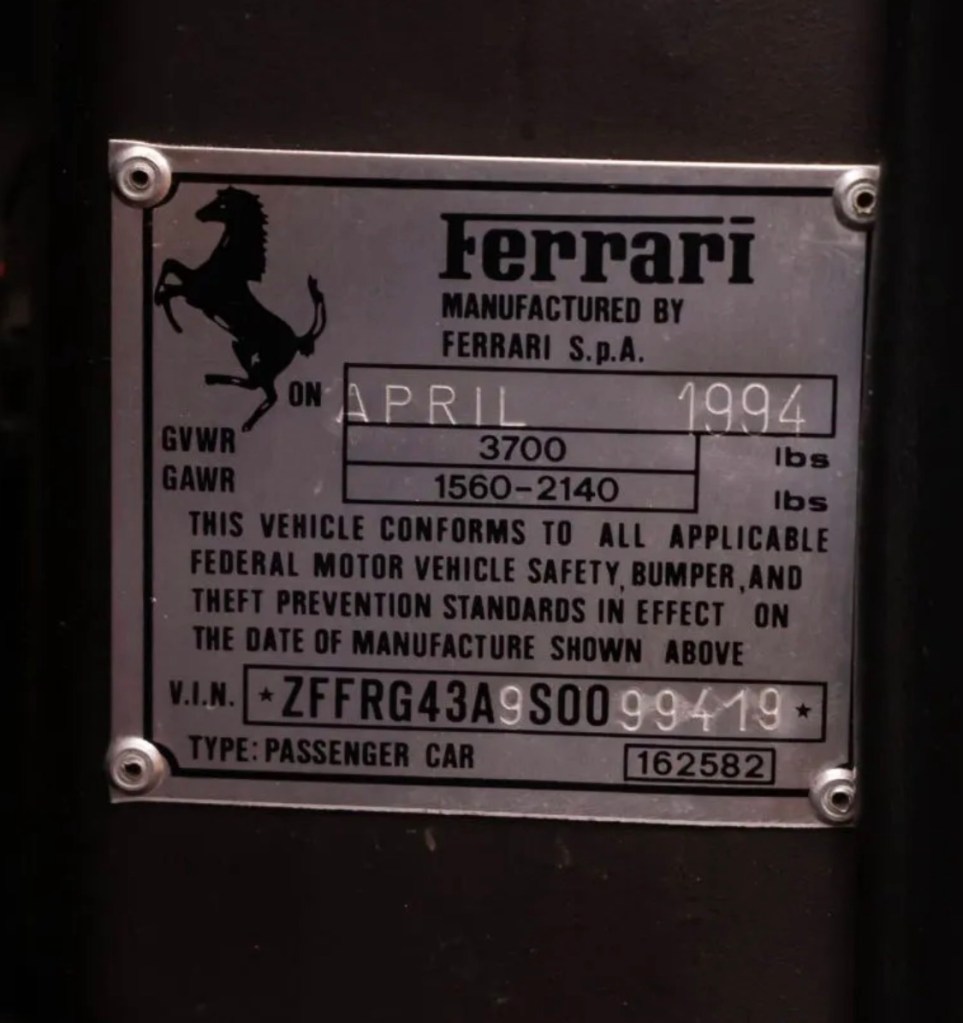 Ferrari
MANUFACTURED BY
FERRARI S.p.A.
ON APRIL 1994
GVWR 3700 lbs
GAWR 1560-2140 lbs
THIS VEHICLE CONFORMS TO ALL APPLICABLE
FEDERAL MOTOR VEHICLE SAFETY, BUMPER, AND
THEFT PREVENTION STANDARDS IN EFFECT ON
THE DATE OF MANUFACTURE SHOWN ABOVE
V.I.N. *ZFFRG43A9S0099419*
TYPE: PASSENGER CAR 162582